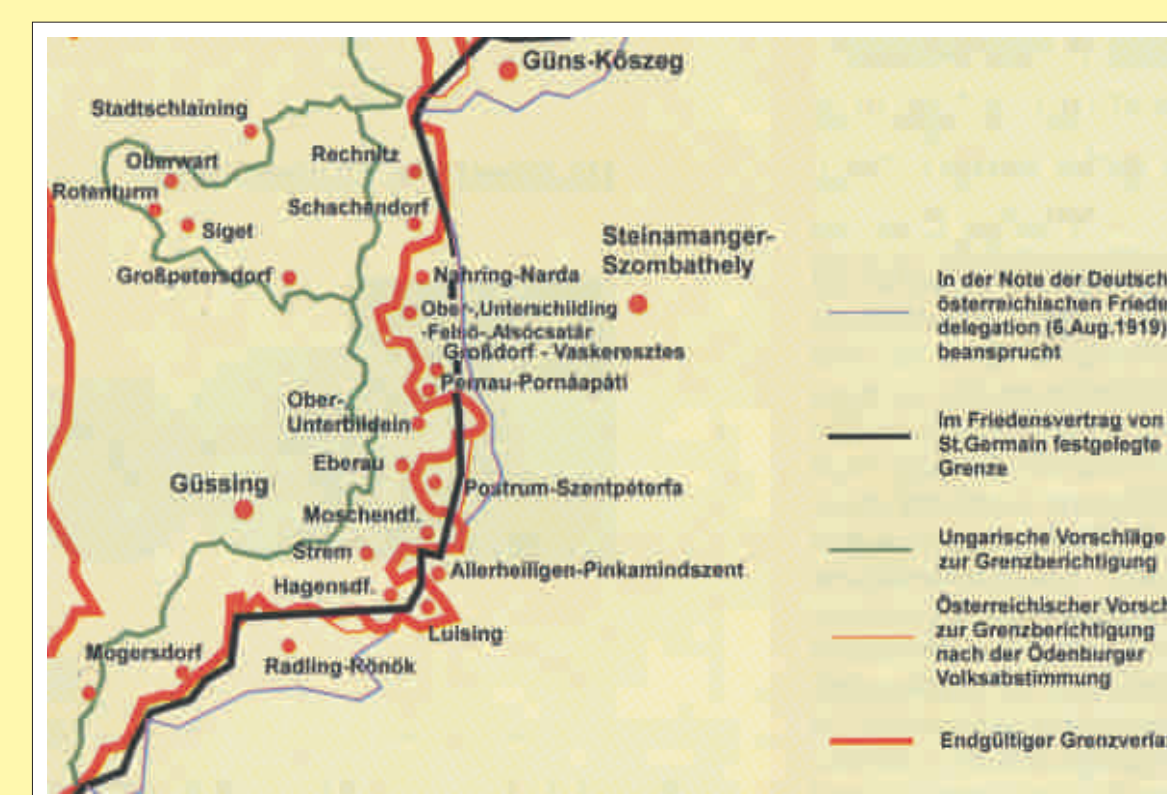 Güns-Köszeg
Stadtschlaining
Oberwart
Rechnitz
Rotenturm
Schachendorf
Siget
Steinamanger-
Szombathely
Großpetersdorf
Nahring-Narda
Ober-,Unterschilding
-Felsö-,Alsócsatár
Großdorf - Vaskeresztes
Pernau-Pornáapáti
Ober-,
Unterbildein
Eberau
Güssing
Postrum-Szentpéterfa
Moschendf.
Strem
Allerheiligen-Pinkamindszent
Hagensdf.
Luising
Mogersdorf
Radling-Rönök
In der Note der Deutsch
österreichischen Friede
delegation (6.Aug.1919)
beansprucht
Im Friedensvertrag von
St.Germain festgelegte
Grenze
Ungarische Vorschläge
zur Grenzberichtigung
Österreichischer Vorsch
zur Grenzberichtigung
nach der Ödenburger
Volksabstimmung
Endgültiger Grenzverla